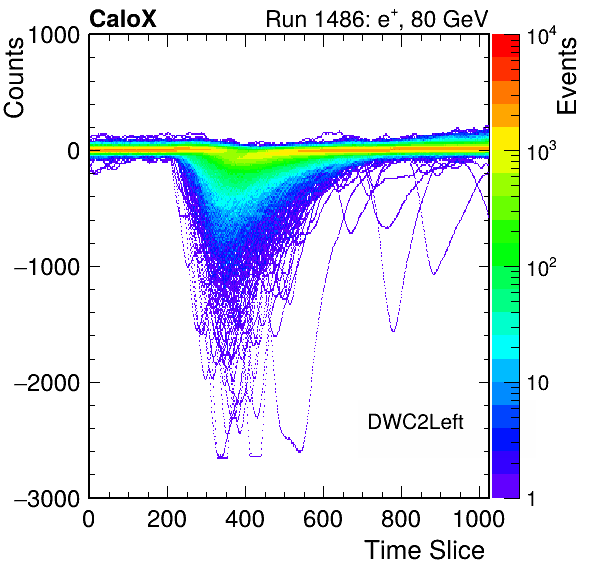 CaloX Run 1486: e⁺, 80 GeV
Counts
Events
1000
0
−1000
−2000
−3000
0 200 400 600 800 1000
Time Slice
DWC2Left
10⁴
10³
10²
10
1